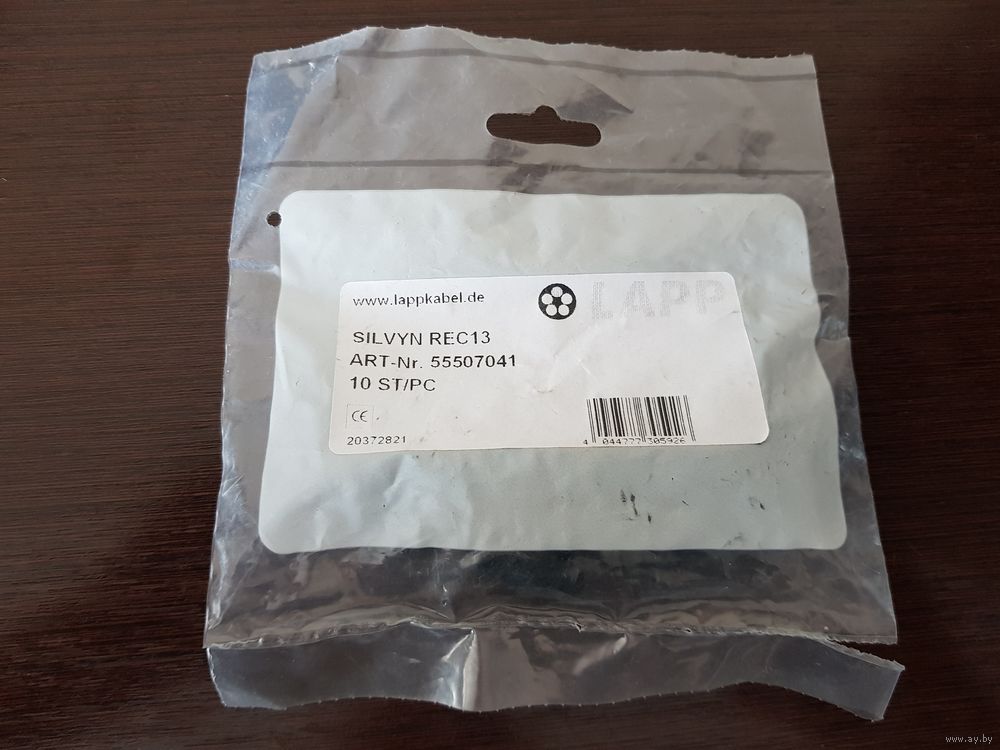 www.lappkabel.de
LAPP
SILVYN REC13
ART-Nr. 55507041
10 ST/PC
CE
20372821
4 044777 305926
www.ay.by